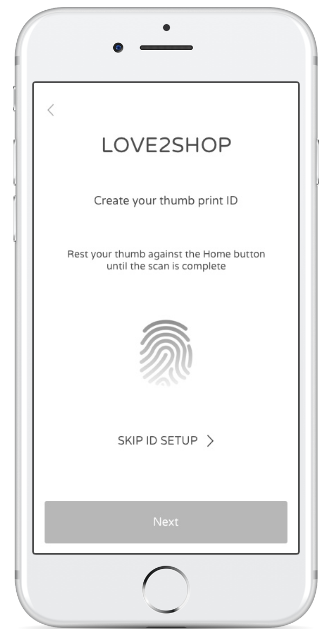 LOVE2SHOP
Create your thumb print ID
Rest your thumb against the Home button
until the scan is complete
SKIP ID SETUP
Next